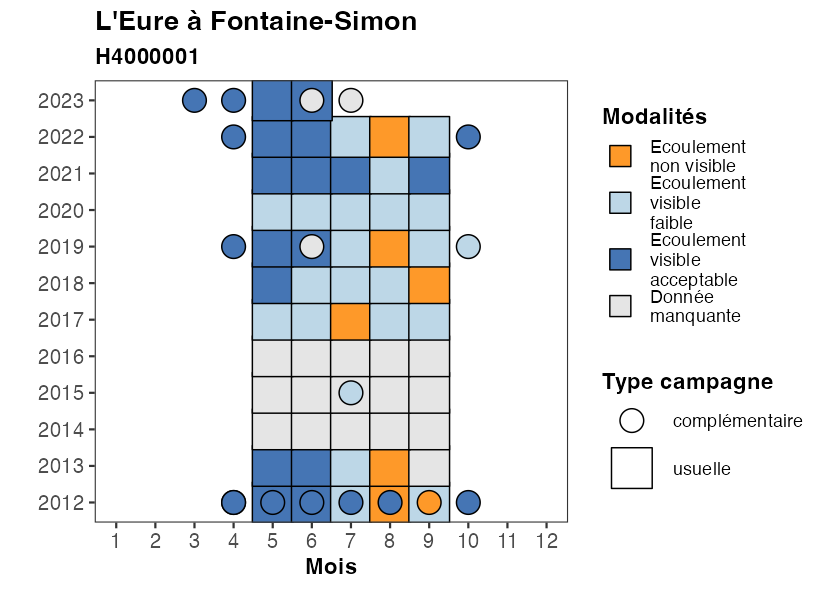 L'Eure à Fontaine-Simon
H4000001
2023
2022
2021
2020
2019
2018
2017
2016
2015
2014
2013
2012
1 2 3 4 5 6 7 8 9 10 11 12
Mois
Modalités
Ecoulement
non visible
Ecoulement
visible
faible
Ecoulement
visible
acceptable
Donnée
manquante
Type campagne
complémentaire
usuelle